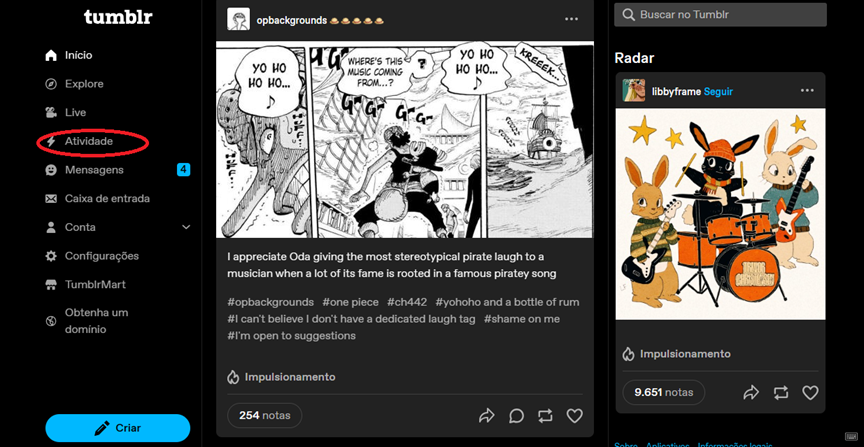 tumblr
Início
Explore
Live
Atividade
Mensagens 4
Caixa de entrada
Conta
Configurações
TumblrMart
Obtenha um
domínio
Criar
opbackgrounds
YO HO
HO HO...
WHERE'S THIS
MUSIC COMING
FROM...?
?
YO HO
HO HO...
KREEEK...
HUFF...
HUFF...
I appreciate Oda giving the most stereotypical pirate laugh to a
musician when a lot of its fame is rooted in a famous piratey song
#opbackgrounds #one piece #ch442 #yohoho and a bottle of rum
#I can't believe I don't have a dedicated laugh tag #shame on me
#I'm open to suggestions
Impulsionamento
254 notas
Buscar no Tumblr
Radar
libbyframe Seguir
Impulsionamento
9.651 notas
Sobre Aplicativos Informações legais